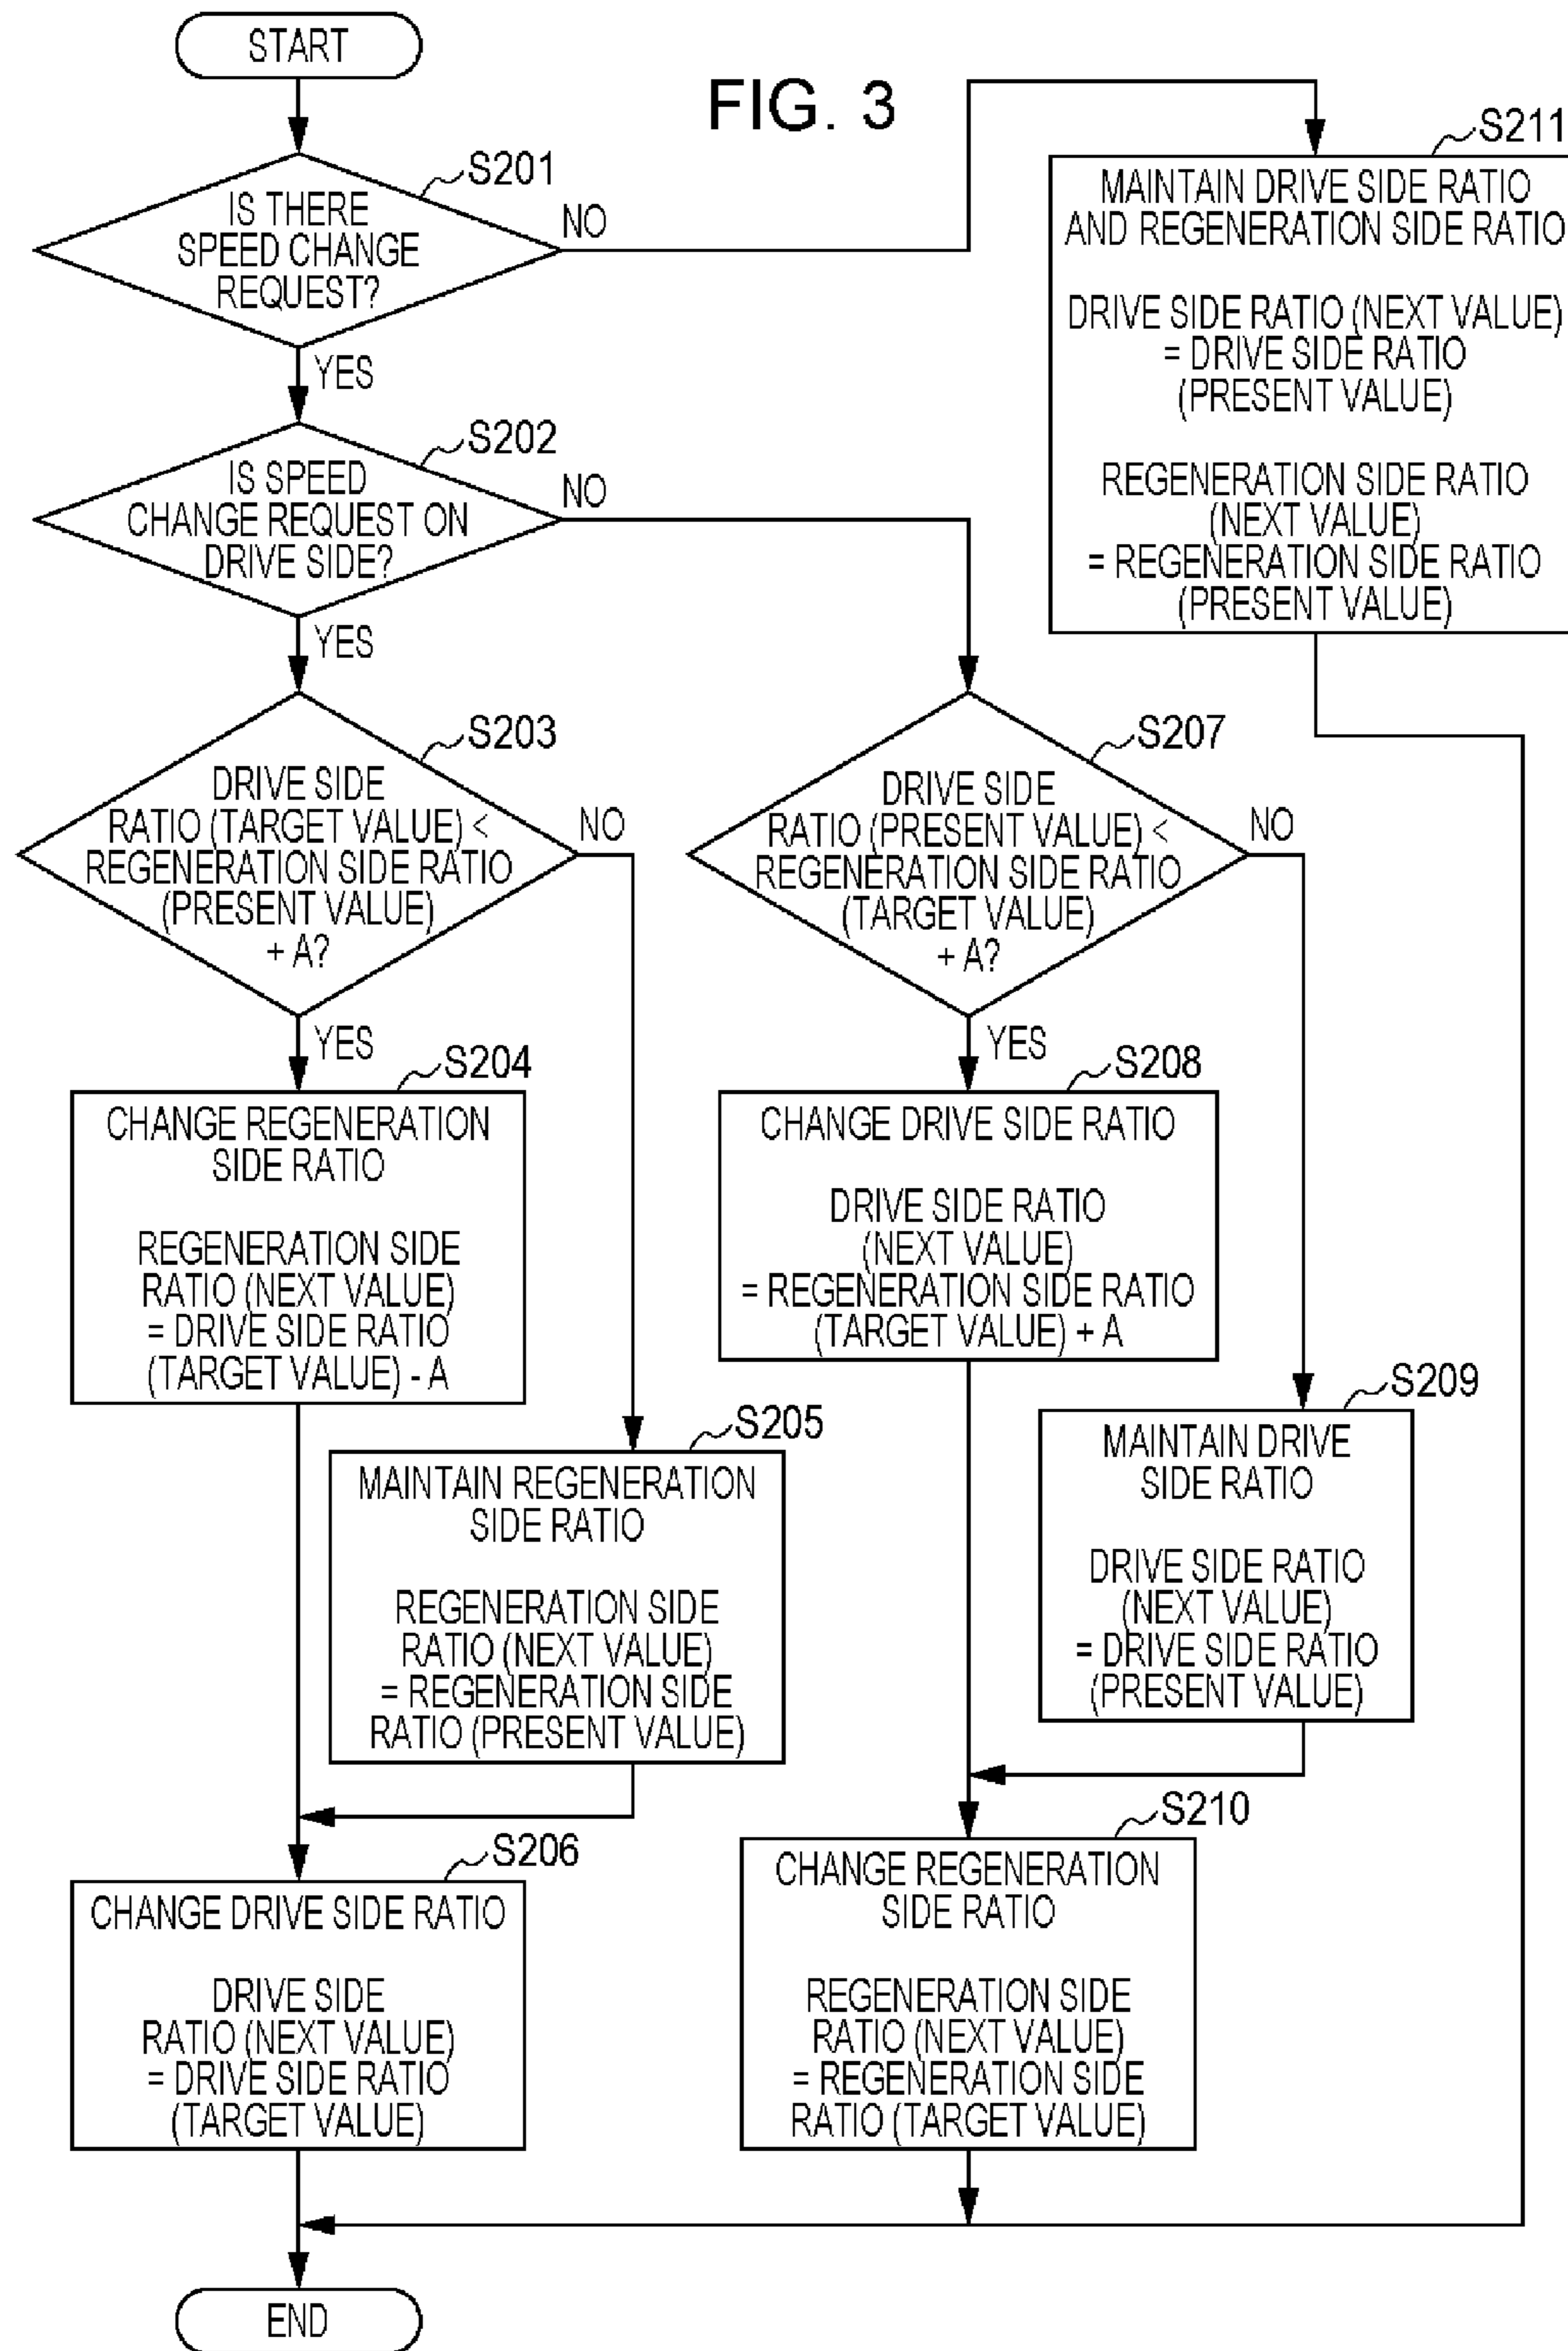 START
FIG. 3
S201
IS THERE
SPEED CHANGE
REQUEST?
NO
YES
S211
MAINTAIN DRIVE SIDE RATIO
AND REGENERATION SIDE RATIO
DRIVE SIDE RATIO (NEXT VALUE)
= DRIVE SIDE RATIO
(PRESENT VALUE)
REGENERATION SIDE RATIO
(NEXT VALUE)
= REGENERATION SIDE RATIO
(PRESENT VALUE)
S202
IS SPEED
CHANGE REQUEST ON
DRIVE SIDE?
NO
YES
S203
DRIVE SIDE
RATIO (TARGET VALUE) <
REGENERATION SIDE RATIO
(PRESENT VALUE)
+ A?
NO
YES
S207
DRIVE SIDE
RATIO (PRESENT VALUE) <
REGENERATION SIDE RATIO
(TARGET VALUE)
+ A?
NO
YES
S204
CHANGE REGENERATION
SIDE RATIO
REGENERATION SIDE
RATIO (NEXT VALUE)
= DRIVE SIDE RATIO
(TARGET VALUE) - A
S208
CHANGE DRIVE SIDE RATIO
DRIVE SIDE RATIO
(NEXT VALUE)
= REGENERATION SIDE RATIO
(TARGET VALUE) + A
S205
MAINTAIN REGENERATION
SIDE RATIO
REGENERATION SIDE
RATIO (NEXT VALUE)
= REGENERATION SIDE
RATIO (PRESENT VALUE)
S209
MAINTAIN DRIVE
SIDE RATIO
DRIVE SIDE RATIO
(NEXT VALUE)
= DRIVE SIDE RATIO
(PRESENT VALUE)
S206
CHANGE DRIVE SIDE RATIO
DRIVE SIDE
RATIO (NEXT VALUE)
= DRIVE SIDE RATIO
(TARGET VALUE)
S210
CHANGE REGENERATION
SIDE RATIO
REGENERATION SIDE
RATIO (NEXT VALUE)
= REGENERATION SIDE
RATIO (TARGET VALUE)
END